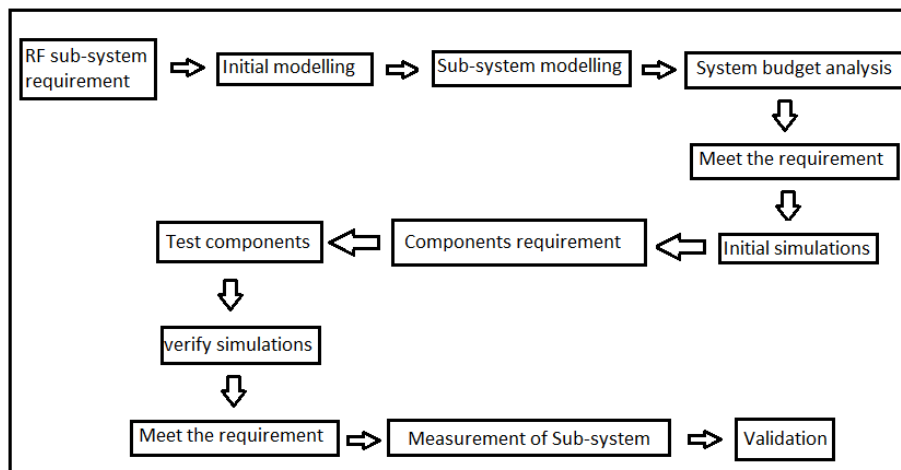 RF sub-system
requirement
Initial modelling
Sub-system modelling
System budget analysis
Meet the requirement
Initial simulations
Components requirement
Test components
verify simulations
Meet the requirement
Measurement of Sub-system
Validation